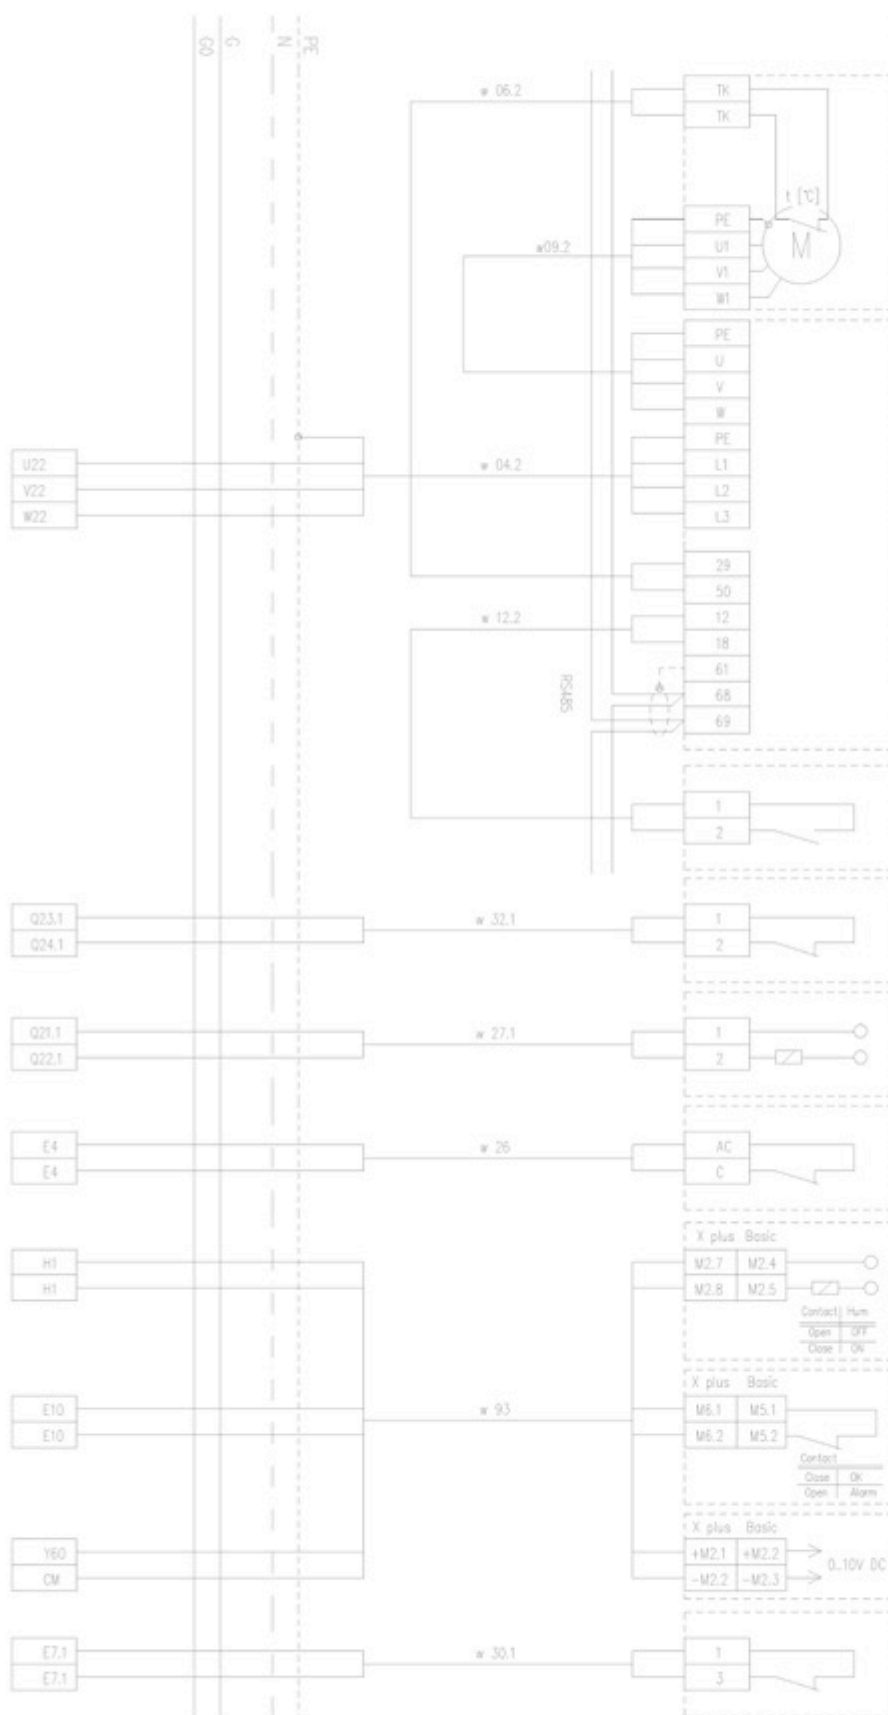 G0 G N PE
w 06.2
TK
TK
t [℃]
M
w09.2
PE
U1
V1
W1
PE
U
V
W
PE
U22 w 04.2 L1
V22 L2
W22 L3
29
50
w 12.2 12
18
61
RS485 68
69
1
2
Q23.1 w 32.1 1
Q24.1 2
Q21.1 w 27.1 1
Q22.1 2
E4 w 26 AC
E4 C
X plus Basic
H1 M2.7 M2.4
H1 M2.8 M2.5
Contact Hum
Open OFF
Close ON
X plus Basic
E10 w 93 M6.1 M5.1
E10 M6.2 M5.2
Contact
Close OK
Open Alarm
X plus Basic
Y60 +M2.1 +M2.2 0..10V DC
CM -M2.2 -M2.3
E7.1 w 30.1 1
E7.1 3